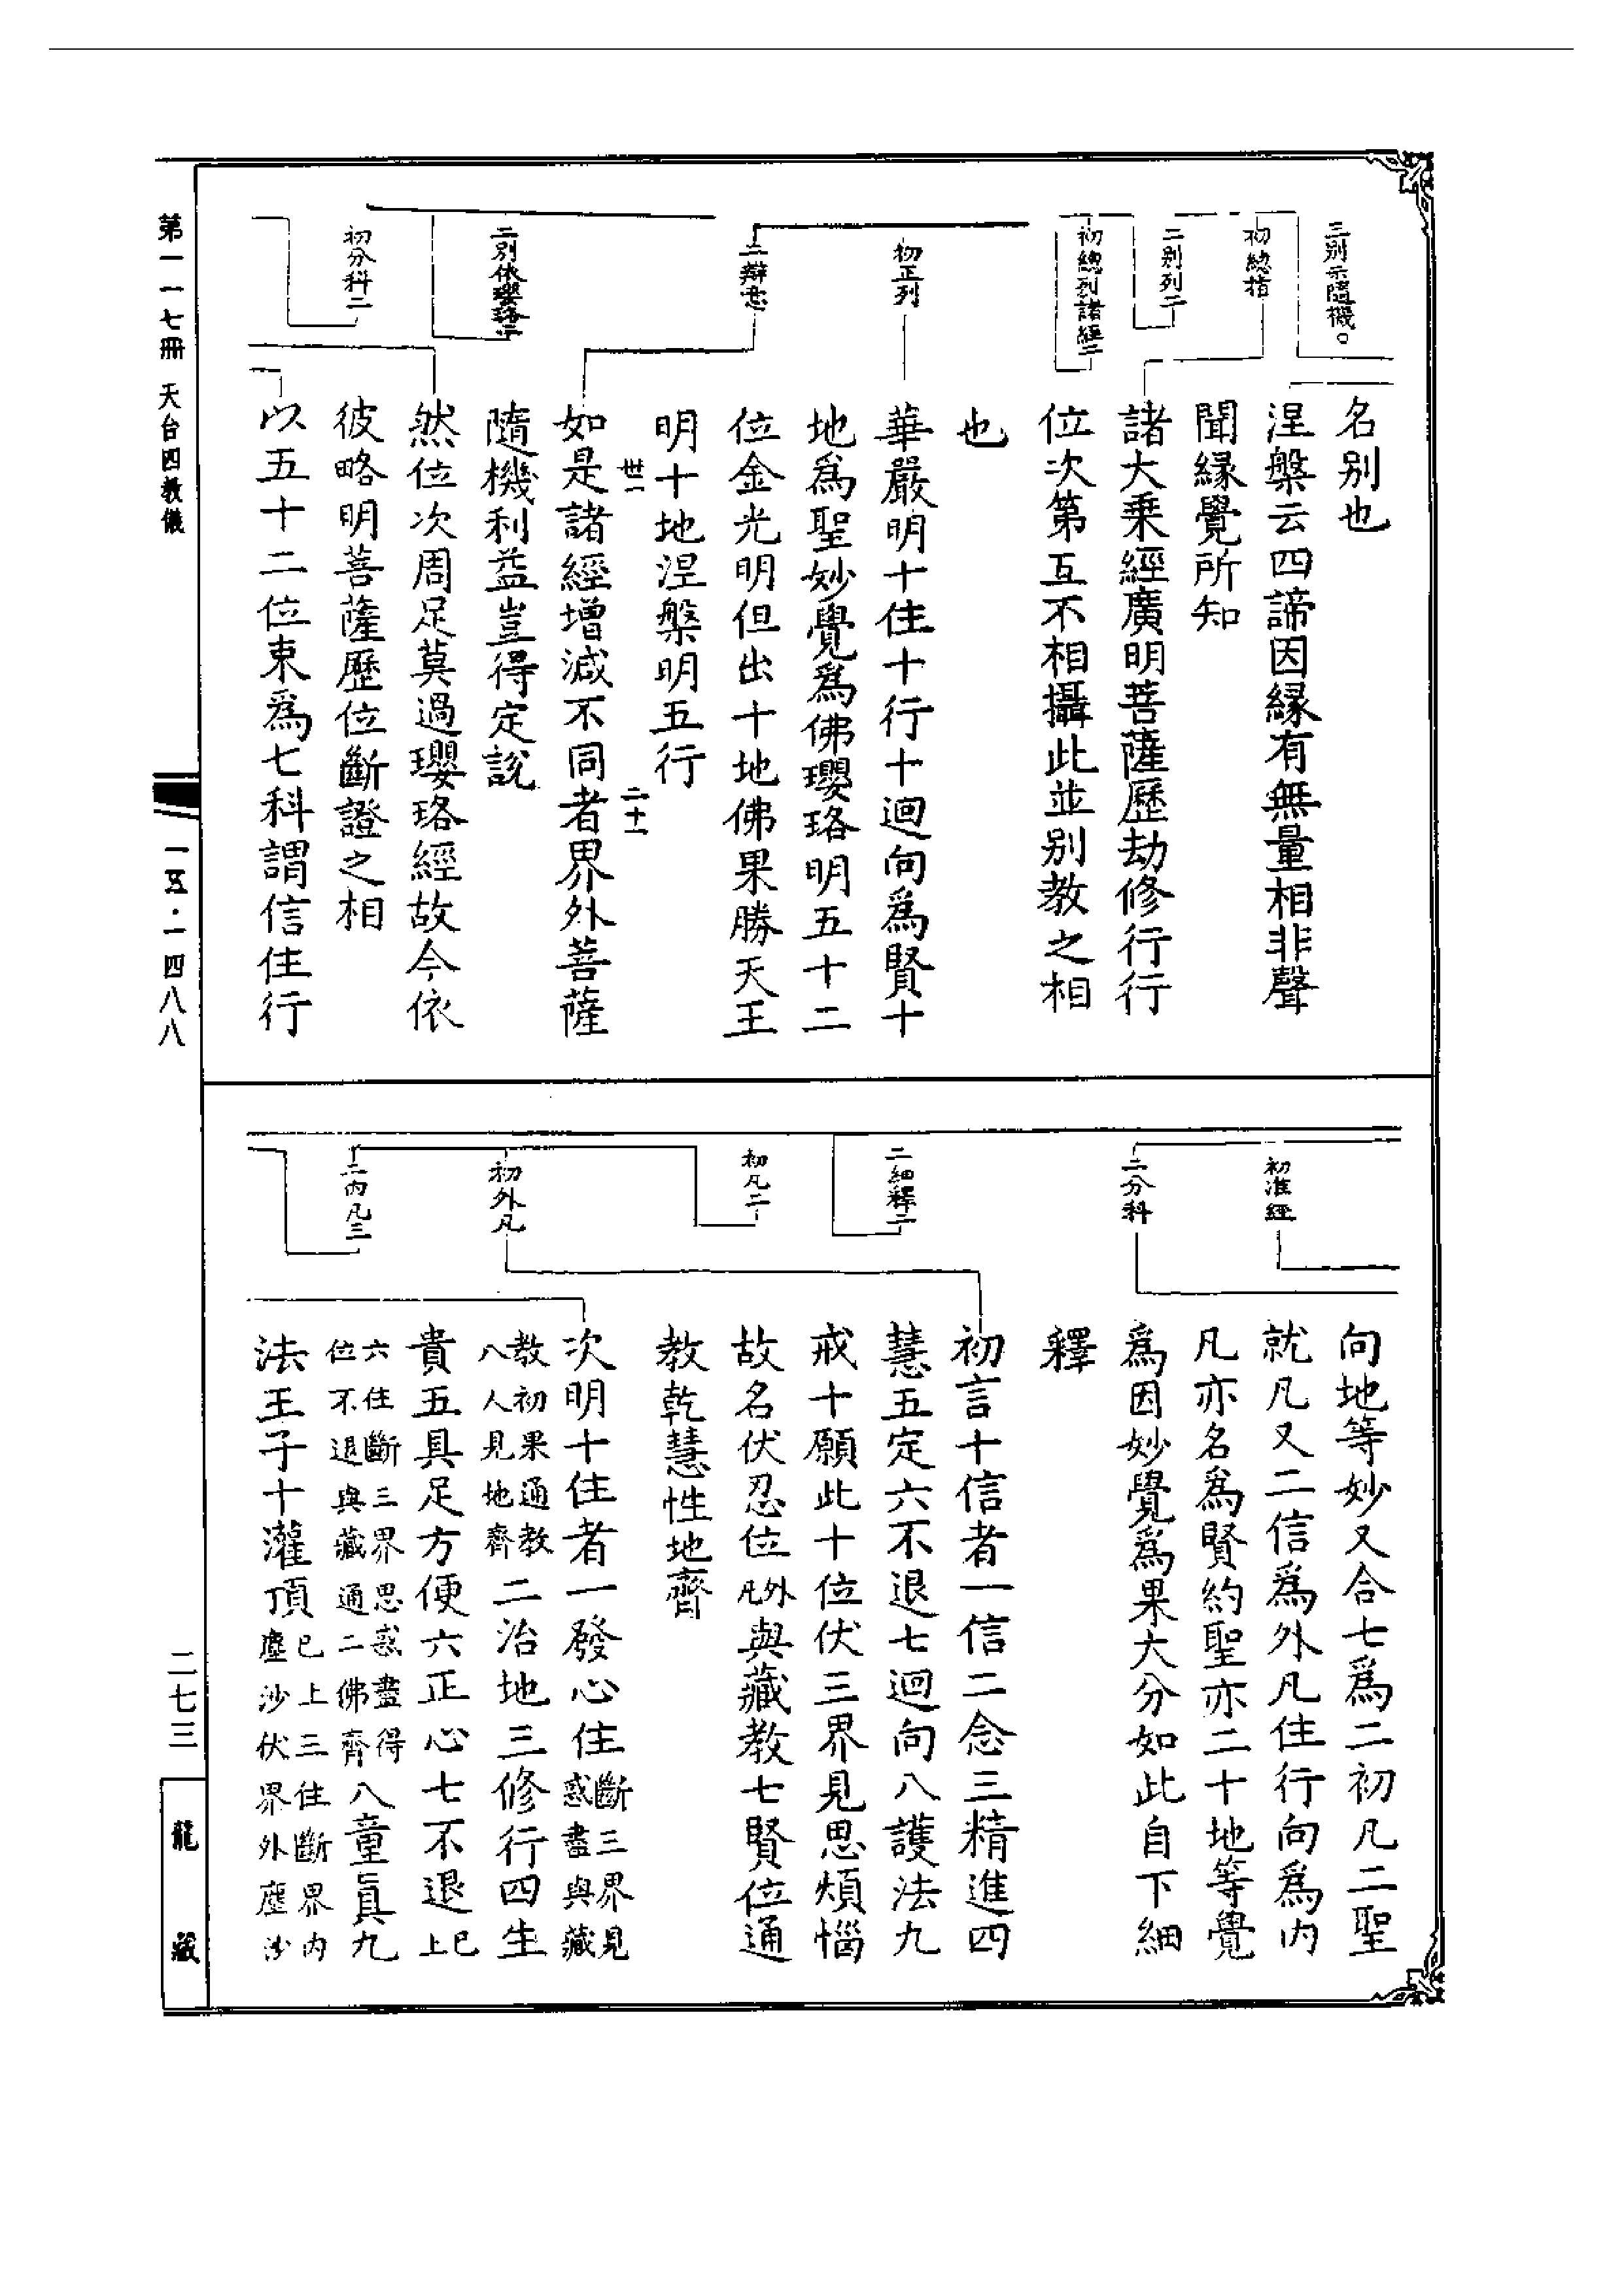 三別示隨機。
初總指
二別列二
初總列諸經二
初正列
二辯意
二別依瓔珞二
初分科二
名別也
涅槃云四諦因緣有無量相非聲
聞緣覺所知
諸大乘經廣明菩薩歷劫修行行
位次第互不相攝此並別教之相
也
華嚴明十住十行十迴向為賢十
地為聖妙覺為佛瓔珞明五十二
位金光明但出十地佛果勝天王
明十地涅槃明五行
卅一
二十一
如是諸經增減不同者界外菩薩
隨機利益豈得定說
然位次周足莫過瓔珞經故今依
彼略明菩薩歷位斷證之相
以五十二位束為七科謂信住行
初准經
二分科
二細釋二
初凡二
初外凡
二內凡三
向地等妙又合七為二初凡二聖
就凡又二信為外凡住行向為內
凡亦名為賢約聖亦二十地等覺
為因妙覺為果大分如此自下細
釋
初言十信者一信二念三精進四
慧五定六不退七迴向八護法九
戒十願此十位伏三界見思煩惱
故名伏忍位外凡與藏教七賢位通
教乾慧性地齊
次明十住者一發心住斷三界見惑盡與藏
教初果通教八人見地齊二治地三修行四生
貴五具足方便六正心七不退已上
六住斷三界思惑盡得位不退與藏通二佛齊八童真九
法王子十灌頂已上三住斷界內塵沙伏界外塵沙
第一一七冊 天台四教儀
一五·一四八八
二七三
龍藏